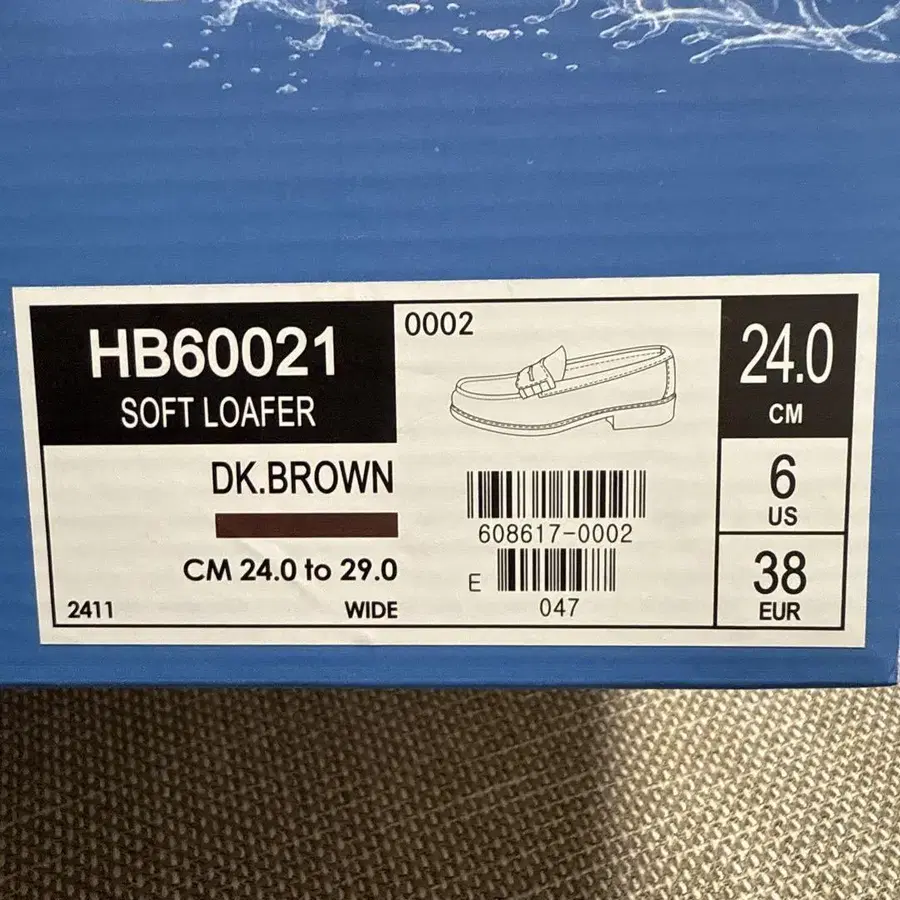 HB60021
SOFT LOAFER
DK.BROWN
CM 24.0 to 29.0
2411
WIDE
0002
608617-0002
E
047
24.0
CM
6
US
38
EUR